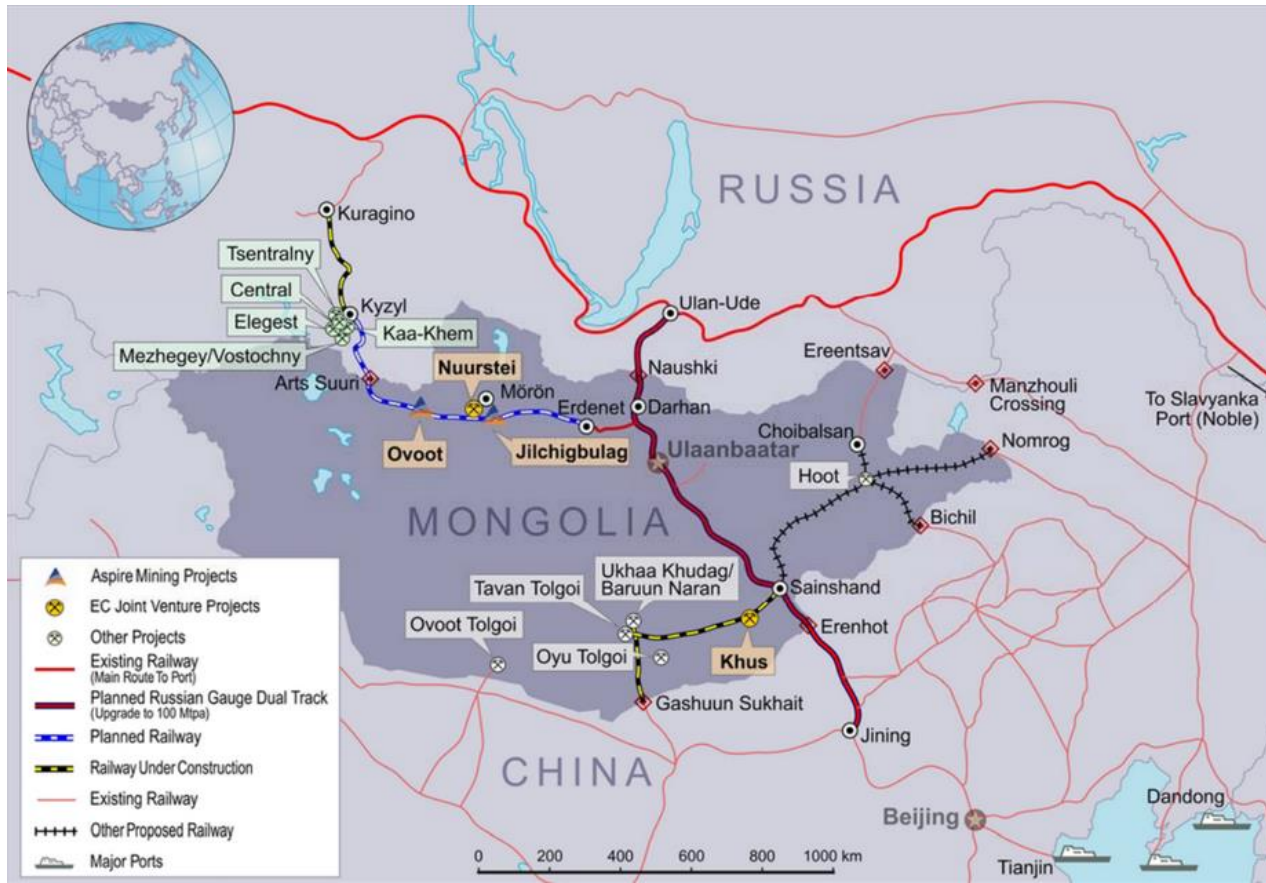 RUSSIA
Kuragino
Tsentralny
Central
Kyzyl
Elegest
Kaa-Khem
Mezhegey/Vostochny
Arts Suuri
Nuurstei
Mörön
Ovoot
Jilchigbulag
Erdenet
Ulan-Ude
Naushki
Darhan
Ulaanbaatar
Ereentsav
Manzhouli
Crossing
To Slavyanka
Port (Noble)
Choibalsan
Nomrog
Hoot
Bichil
MONGOLIA
Ukhaa Khudag/
Baruun Naran
Tavan Tolgoi
Sainshand
Ovoot Tolgoi
Oyu Tolgoi
Khus
Erenhot
Gashuun Sukhait
Jining
CHINA
Beijing
Dandong
Tianjin
Aspire Mining Projects
EC Joint Venture Projects
Other Projects
Existing Railway
(Main Route To Port)
Planned Russian Gauge Dual Track
(Upgrade to 100 Mtpa)
Planned Railway
Railway Under Construction
Existing Railway
Other Proposed Railway
Major Ports
0 200 400 600 800 1000 km